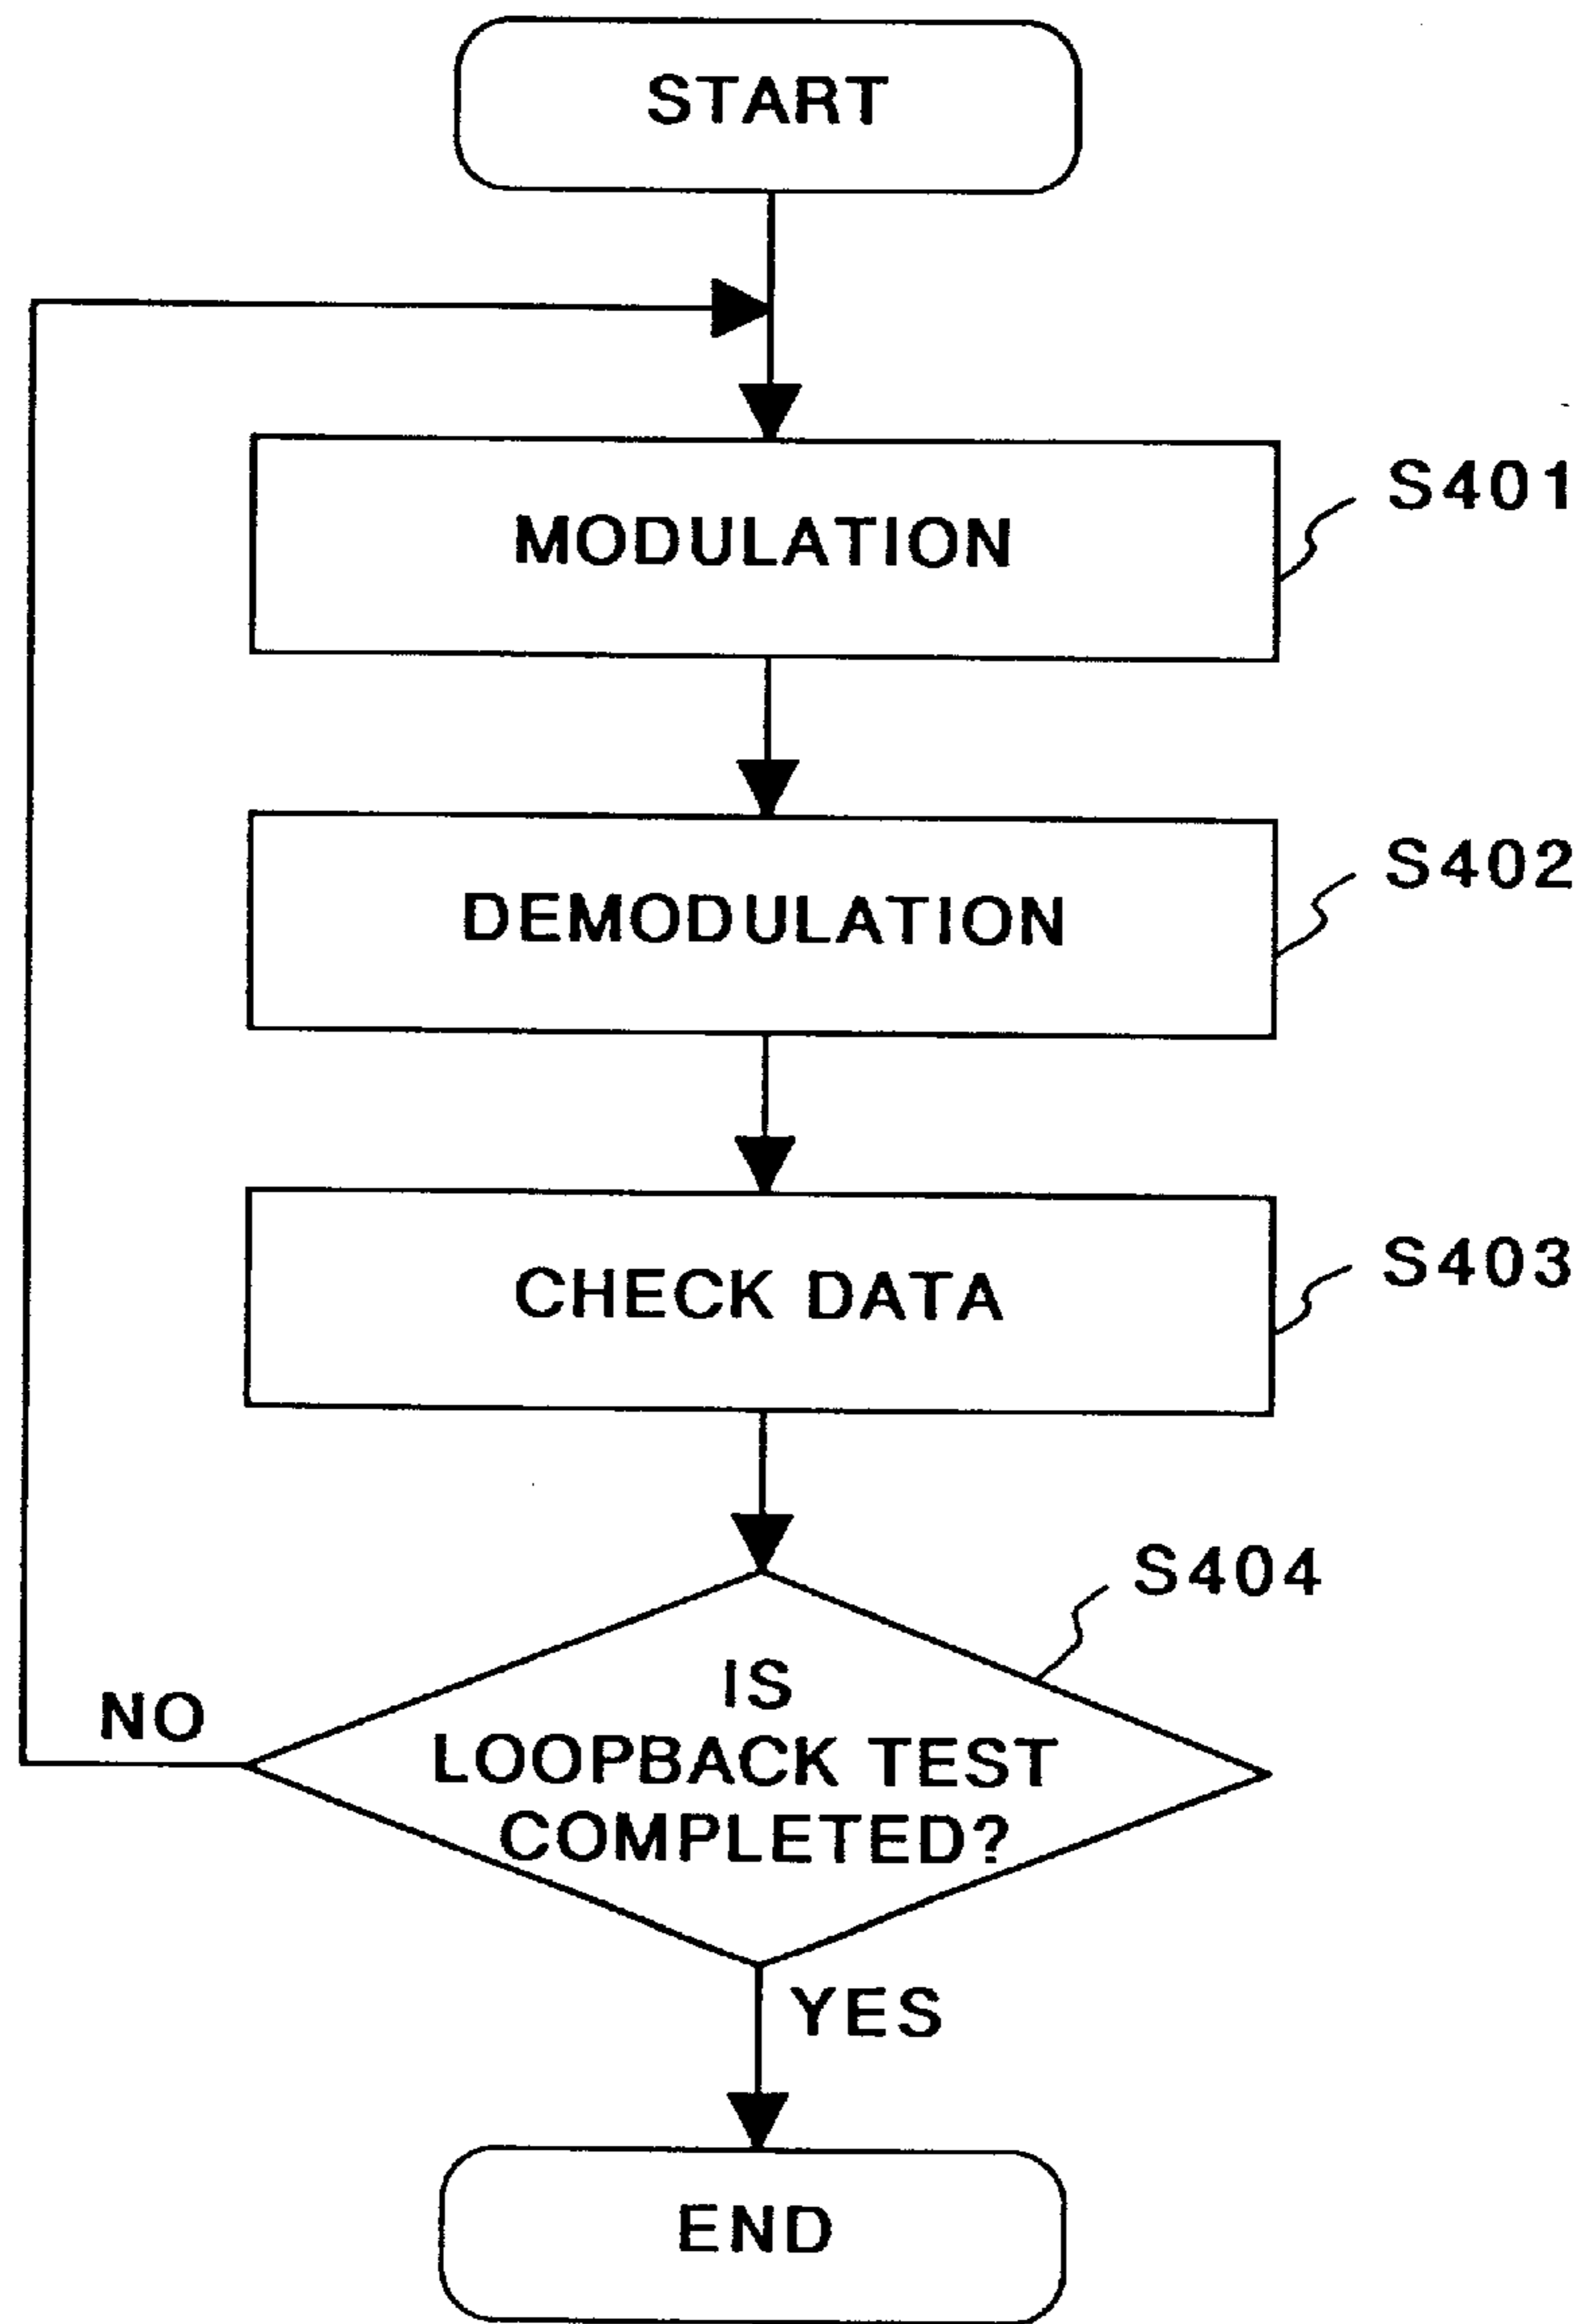 START
MODULATION
S401
DEMODULATION
S402
CHECK DATA
S403
S404
IS
LOOPBACK TEST
COMPLETED?
NO
YES
END